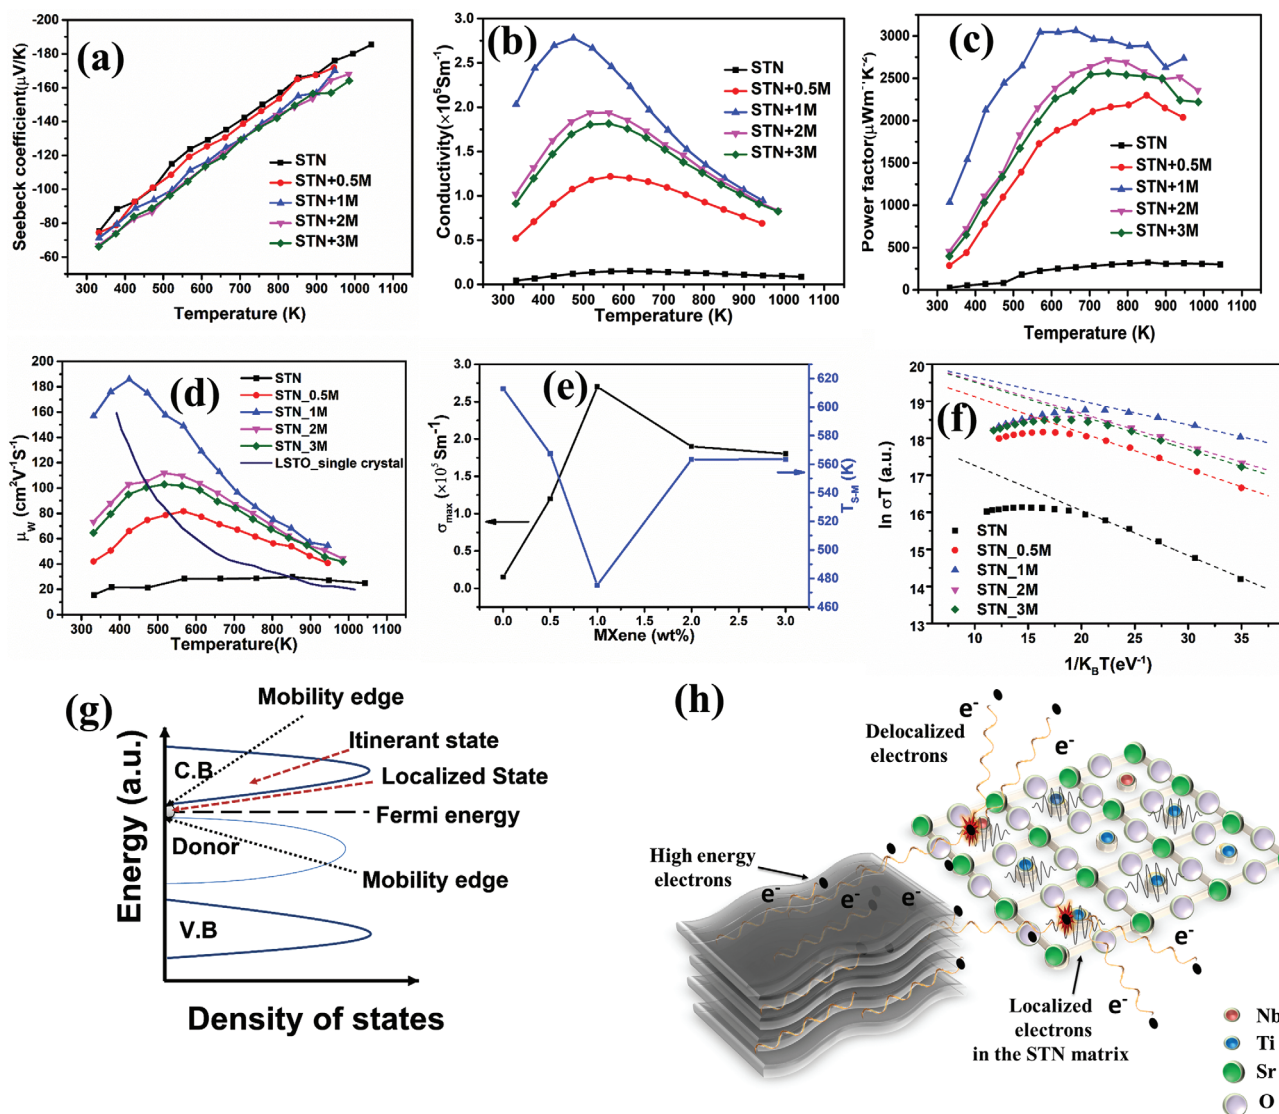 (a)
Seebeck coefficient(μV/K)
-200
-180
-160
-140
-120
-100
-80
-60
STN
STN+0.5M
STN+1M
STN+2M
STN+3M
300 400 500 600 700 800 900 1000 1100
Temperature (K)
(b)
Conductivity(×10⁵Sm⁻¹)
3.0
2.5
2.0
1.5
1.0
0.5
0.0
STN
STN+0.5M
STN+1M
STN+2M
STN+3M
300 400 500 600 700 800 900 1000 1100
Temperature (K)
(c)
Power factor(μWm⁻¹K⁻²)
3000
2500
2000
1500
1000
500
0
STN
STN+0.5M
STN+1M
STN+2M
STN+3M
300 400 500 600 700 800 900 1000 1100
Temperature (K)
(d)
μW (cm²V⁻¹S⁻¹)
200
180
160
140
120
100
80
60
40
20
0
STN
STN_0.5M
STN_1M
STN_2M
STN_3M
LSTO_single crystal
300 400 500 600 700 800 900 1000 1100
Temperature(K)
(e)
σmax (×10⁵ Sm⁻¹)
3.0
2.5
2.0
1.5
1.0
0.5
0.0
620
600
580
560
540
520
500
480
460
TS-M (K)
0.0 0.5 1.0 1.5 2.0 2.5 3.0
MXene (wt%)
(f)
ln σT (a.u.)
20
19
18
17
16
15
14
13
STN
STN_0.5M
STN_1M
STN_2M
STN_3M
10 15 20 25 30 35
1/KBT(eV⁻¹)
(g)
Mobility edge
Itinerant state
C.B
Localized State
Fermi energy
Donor
Mobility edge
V.B
Energy (a.u.)
Density of states
(h)
e⁻
Delocalized
electrons
e⁻
High energy
electrons
e⁻
e⁻
e⁻
e⁻
e⁻
Localized
electrons
in the STN matrix
Nb
Ti
Sr
O